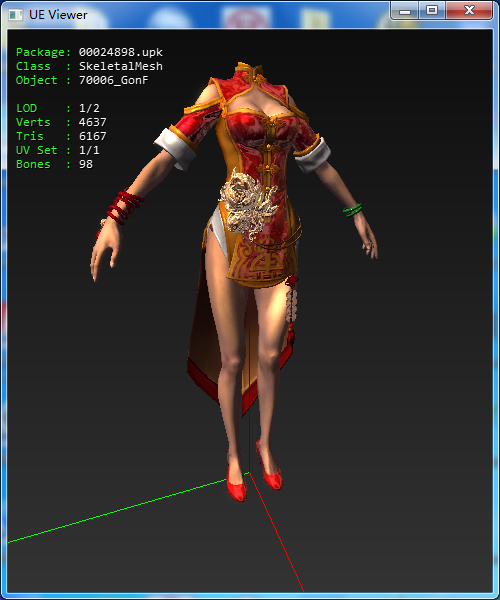 UE Viewer
Package: 00024898.upk
Class : SkeletalMesh
Object : 70006_GonF
LOD : 1/2
Verts : 4637
Tris : 6167
UV Set : 1/1
Bones : 98